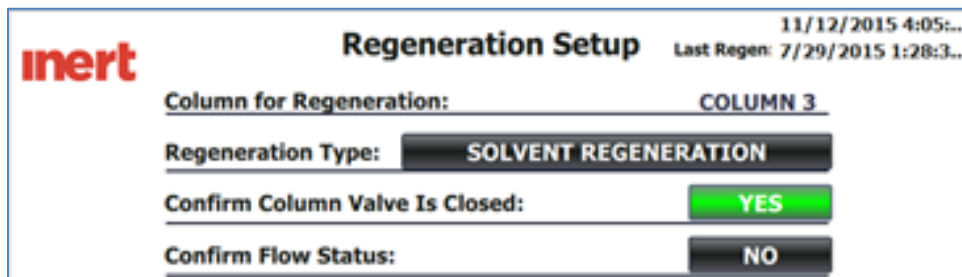 11/12/2015 4:05:..
inert Regeneration Setup Last Regen: 7/29/2015 1:28:3..
Column for Regeneration: COLUMN 3
Regeneration Type: SOLVENT REGENERATION
Confirm Column Valve Is Closed: YES
Confirm Flow Status: NO